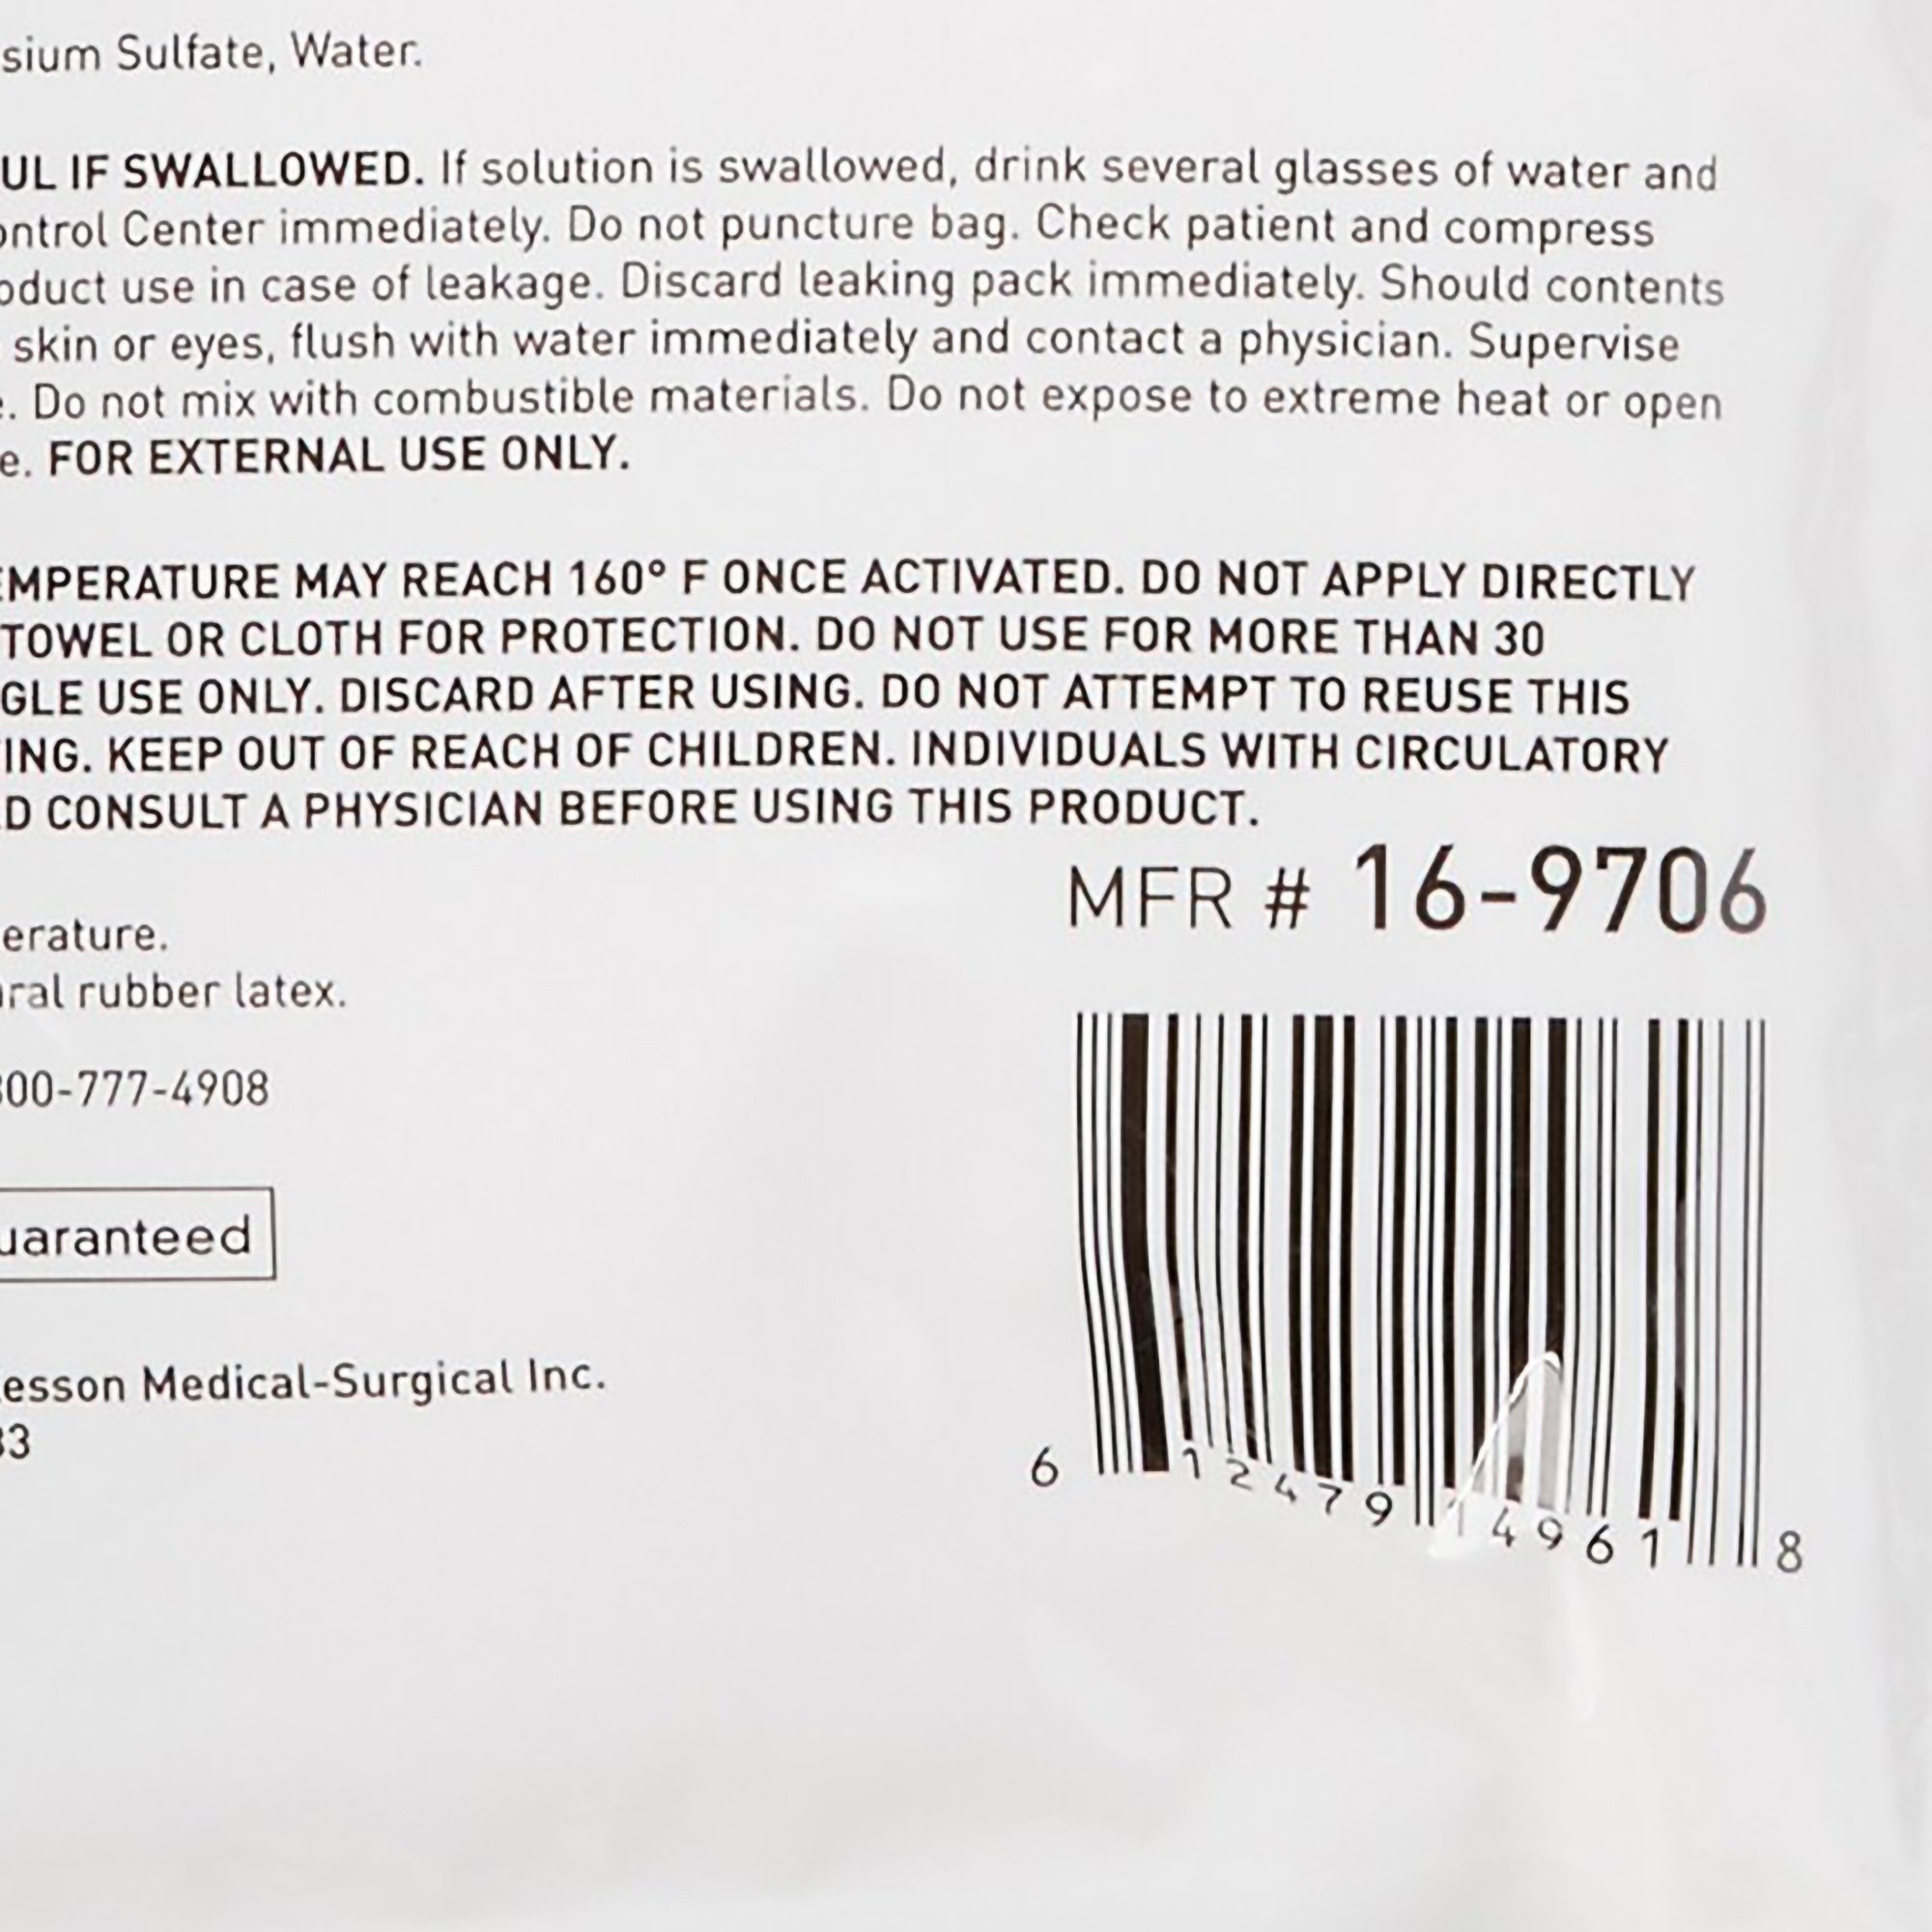 sium Sulfate, Water.
UL IF SWALLOWED. If solution is swallowed, drink several glasses of water and
ontrol Center immediately. Do not puncture bag. Check patient and compress
oduct use in case of leakage. Discard leaking pack immediately. Should contents
skin or eyes, flush with water immediately and contact a physician. Supervise
e. Do not mix with combustible materials. Do not expose to extreme heat or open
e. FOR EXTERNAL USE ONLY.
EMPERATURE MAY REACH 160° F ONCE ACTIVATED. DO NOT APPLY DIRECTLY
TOWEL OR CLOTH FOR PROTECTION. DO NOT USE FOR MORE THAN 30
GLE USE ONLY. DISCARD AFTER USING. DO NOT ATTEMPT TO REUSE THIS
ING. KEEP OUT OF REACH OF CHILDREN. INDIVIDUALS WITH CIRCULATORY
D CONSULT A PHYSICIAN BEFORE USING THIS PRODUCT.
MFR # 16-9706
erature.
ral rubber latex.
800-777-4908
uaranteed
esson Medical-Surgical Inc.
33
6 12479 14961 8